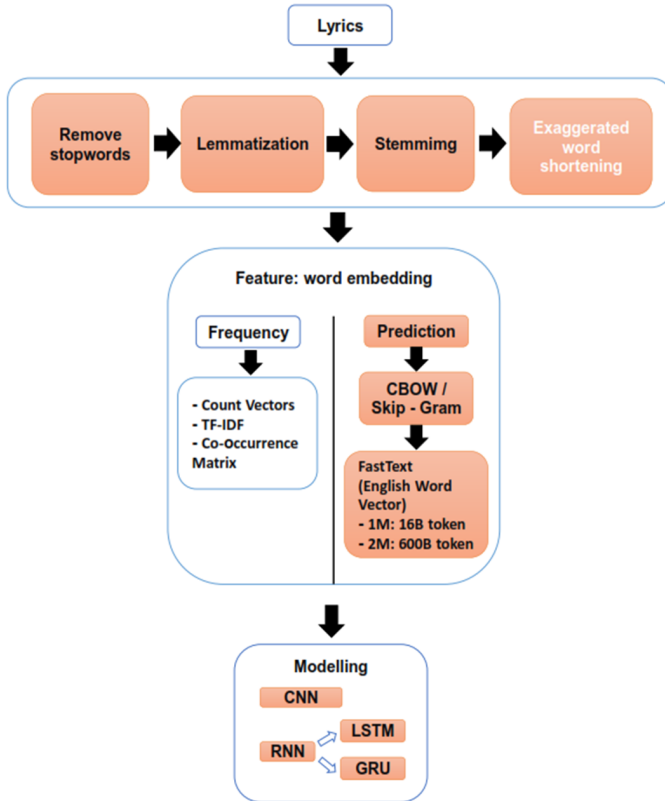 Lyrics
Remove
stopwords
Lemmatization
Stemmimg
Exaggerated
word
shortening
Feature: word embedding
Frequency
- Count Vectors
- TF-IDF
- Co-Occurrence
Matrix
Prediction
CBOW /
Skip - Gram
FastText
(English Word
Vector)
- 1M: 16B token
- 2M: 600B token
Modelling
CNN
RNN
LSTM
GRU